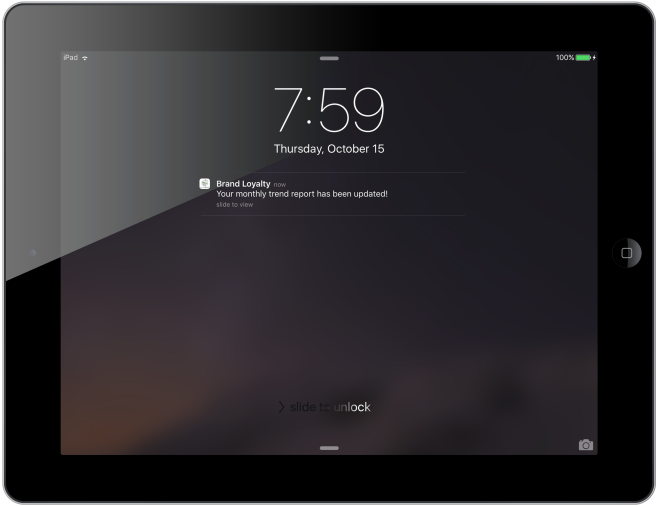 iPad 100%
7:59
Thursday, October 15
Brand Loyalty now
Your monthly trend report has been updated!
slide to view
> slide to unlock